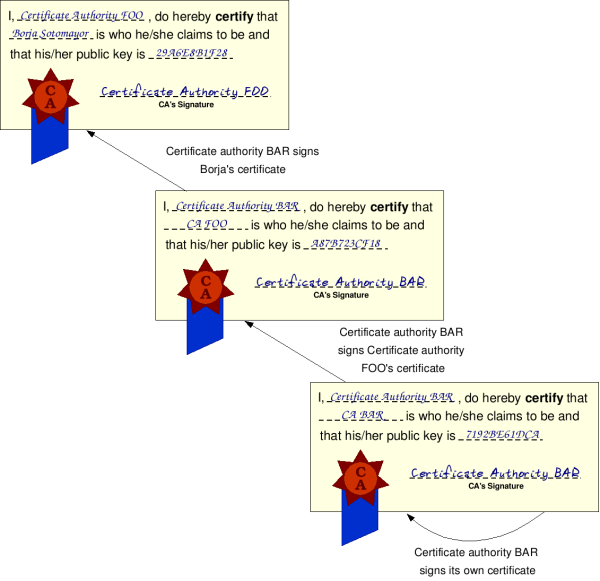 I, Certificate Authority FOO , do hereby certify that
Borja Sotomayor is who he/she claims to be and
that his/her public key is 29A6E8B1F28
C
A
Certificate Authority FOO
CA's Signature
Certificate authority BAR signs
Borja's certificate
I, Certificate Authority BAR , do hereby certify that
CA FOO is who he/she claims to be and
that his/her public key is A87B723CF18
C
A
Certificate Authority BAR
CA's Signature
Certificate authority BAR
signs Certificate authority
FOO's certificate
I, Certificate Authority BAR , do hereby certify that
CA BAR is who he/she claims to be and
that his/her public key is 7192BE61DCA
C
A
Certificate Authority BAR
CA's Signature
Certificate authority BAR
signs its own certificate